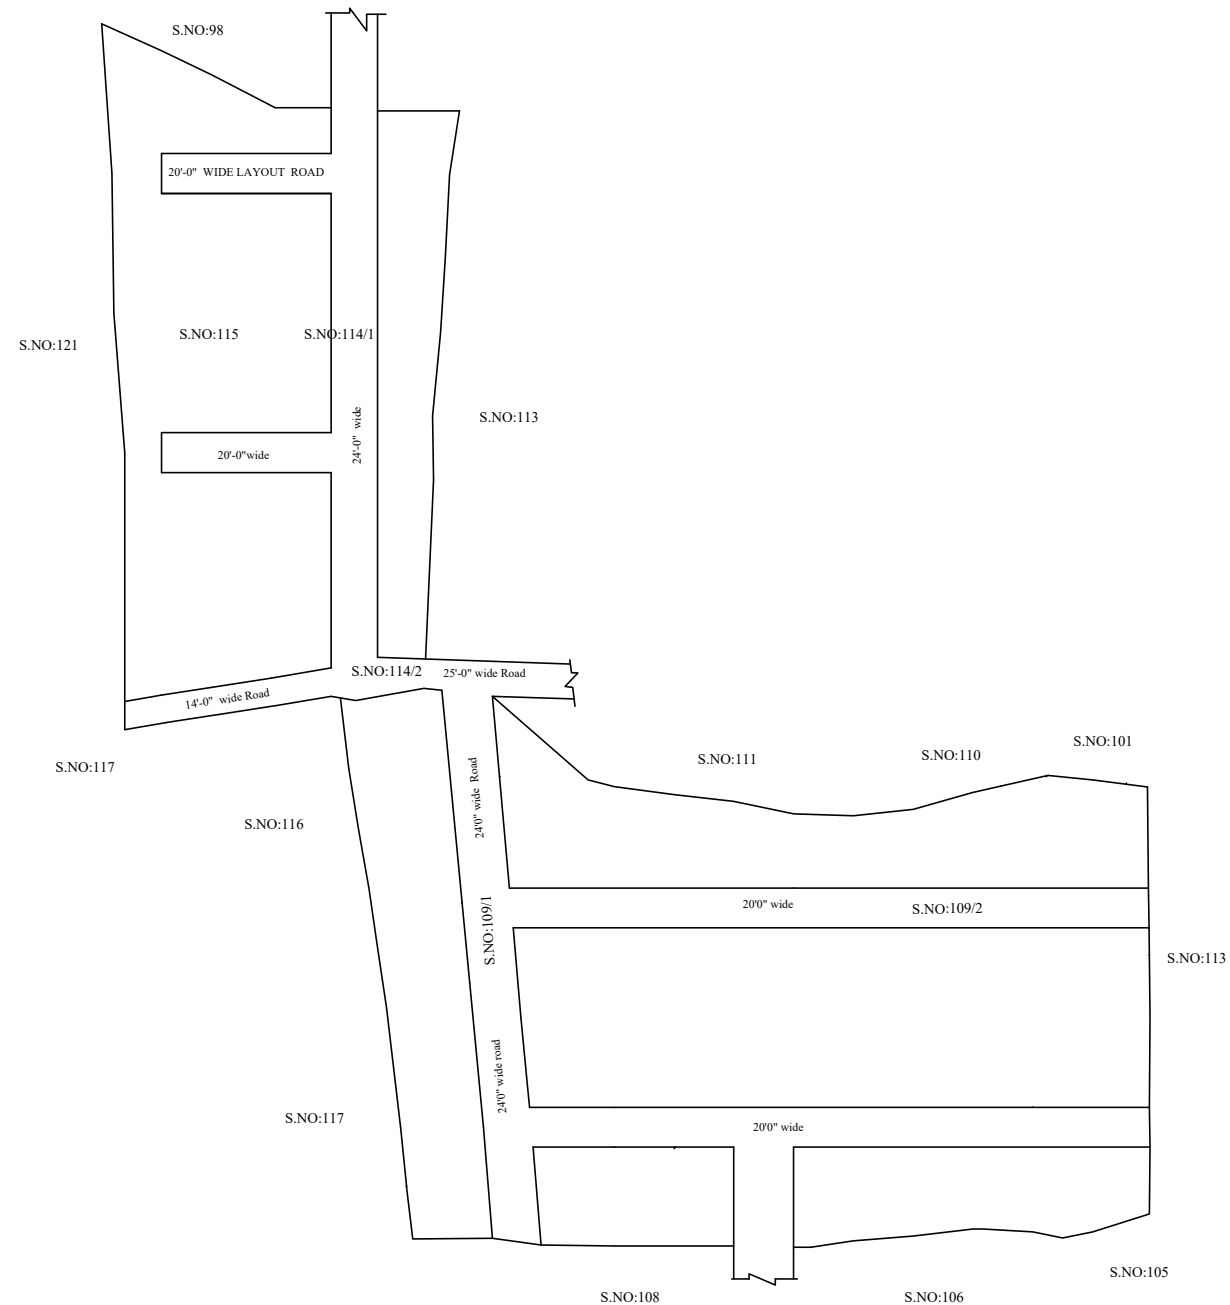 S.NO:98
20'-0" WIDE LAYOUT ROAD
S.NO:121
S.NO:115
S.NO:114/1
24'-0" wide
S.NO:113
20'-0"wide
S.NO:114/2
25'-0" wide Road
14'-0" wide Road
S.NO:117
S.NO:116
24'0" wide Road
S.NO:111
S.NO:110
S.NO:101
20'0" wide
S.NO:109/2
S.NO:109/1
S.NO:113
24'0" wide road
S.NO:117
20'0" wide
S.NO:105
S.NO:108
S.NO:106